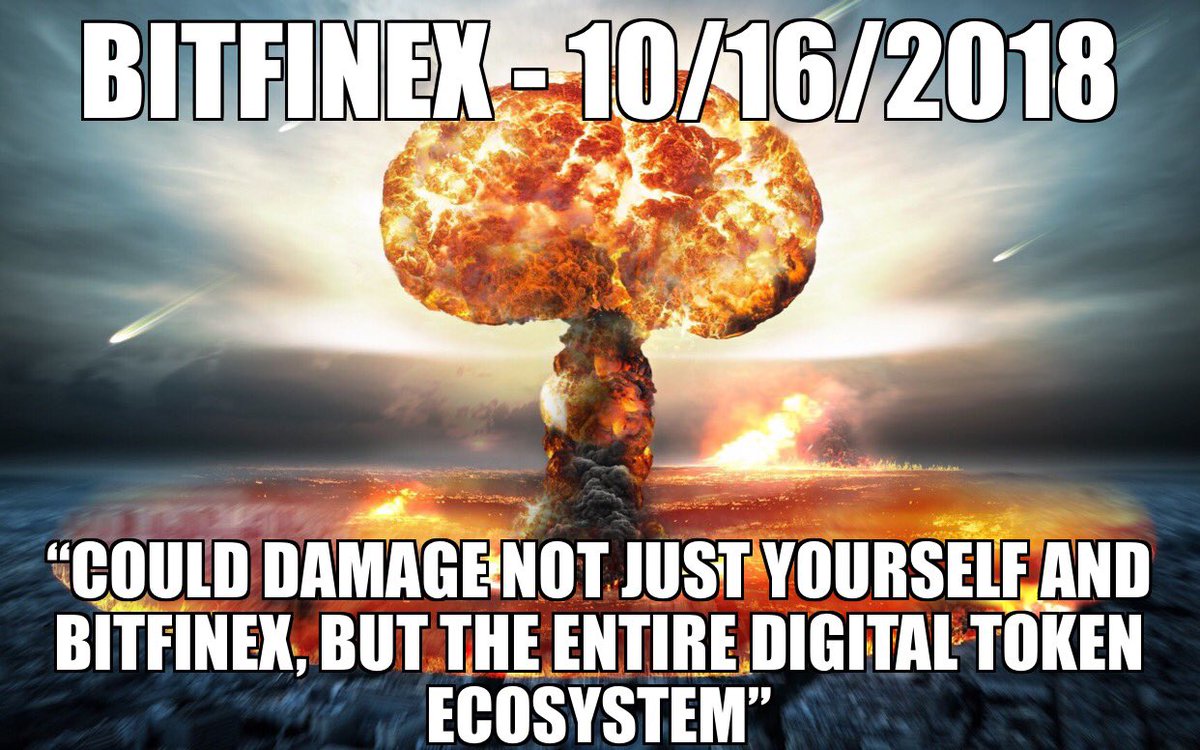 BITFINEX - 10/16/2018
“COULD DAMAGE NOT JUST YOURSELF AND
BITFINEX, BUT THE ENTIRE DIGITAL TOKEN
ECOSYSTEM”